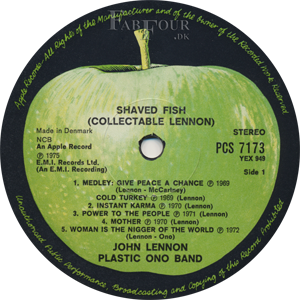 FABFOUR
.DK
Apple Records · All Rights of the Manufacturer and of the Owner of the Recorded Work Reserved
SHAVED FISH
(COLLECTABLE LENNON)
Made in Denmark
NCB
An Apple Record
Ⓟ 1975
E.M.I. Records Ltd.
(An E.M.I. Recording)
STEREO
PCS 7173
YEX 949
Side 1
1. MEDLEY: GIVE PEACE A CHANCE Ⓟ 1969
(Lennon - McCartney)
COLD TURKEY Ⓟ 1969 (Lennon)
2. INSTANT KARMA Ⓟ 1970 (Lennon)
3. POWER TO THE PEOPLE Ⓟ 1971 (Lennon)
4. MOTHER Ⓟ 1970 (Lennon)
5. WOMAN IS THE NIGGER OF THE WORLD Ⓟ 1972
(Lennon - Ono)
JOHN LENNON
PLASTIC ONO BAND
Unauthorised Public Performance, Broadcasting and Copying of this Record Prohibited